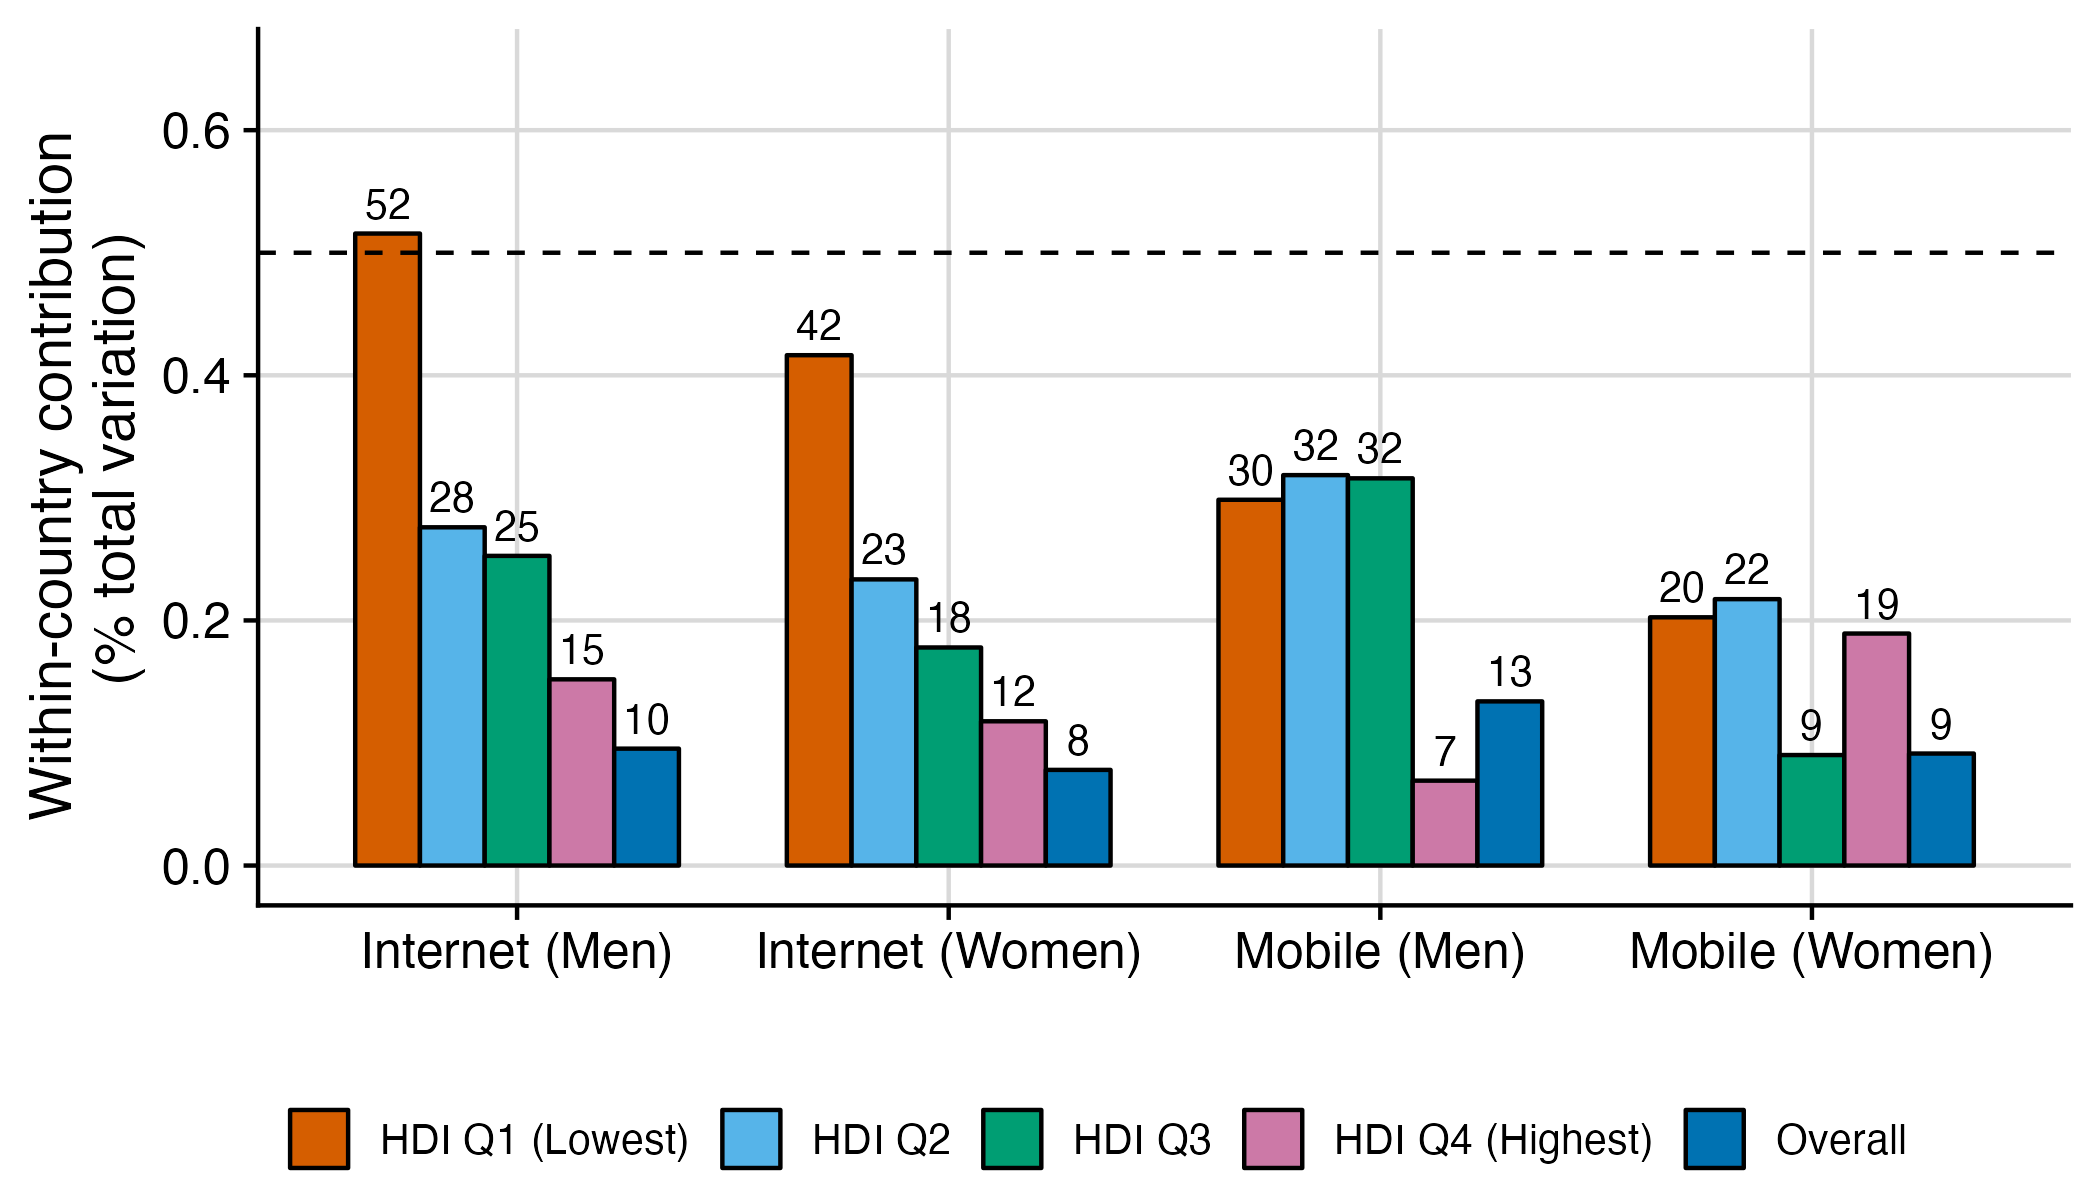 Within-country contribution
(% total variation)
0.6
0.4
0.2
0.0
52
28
25
15
10
42
23
18
12
8
30
32
32
7
13
20
22
9
19
9
Internet (Men)
Internet (Women)
Mobile (Men)
Mobile (Women)
HDI Q1 (Lowest)
HDI Q2
HDI Q3
HDI Q4 (Highest)
Overall